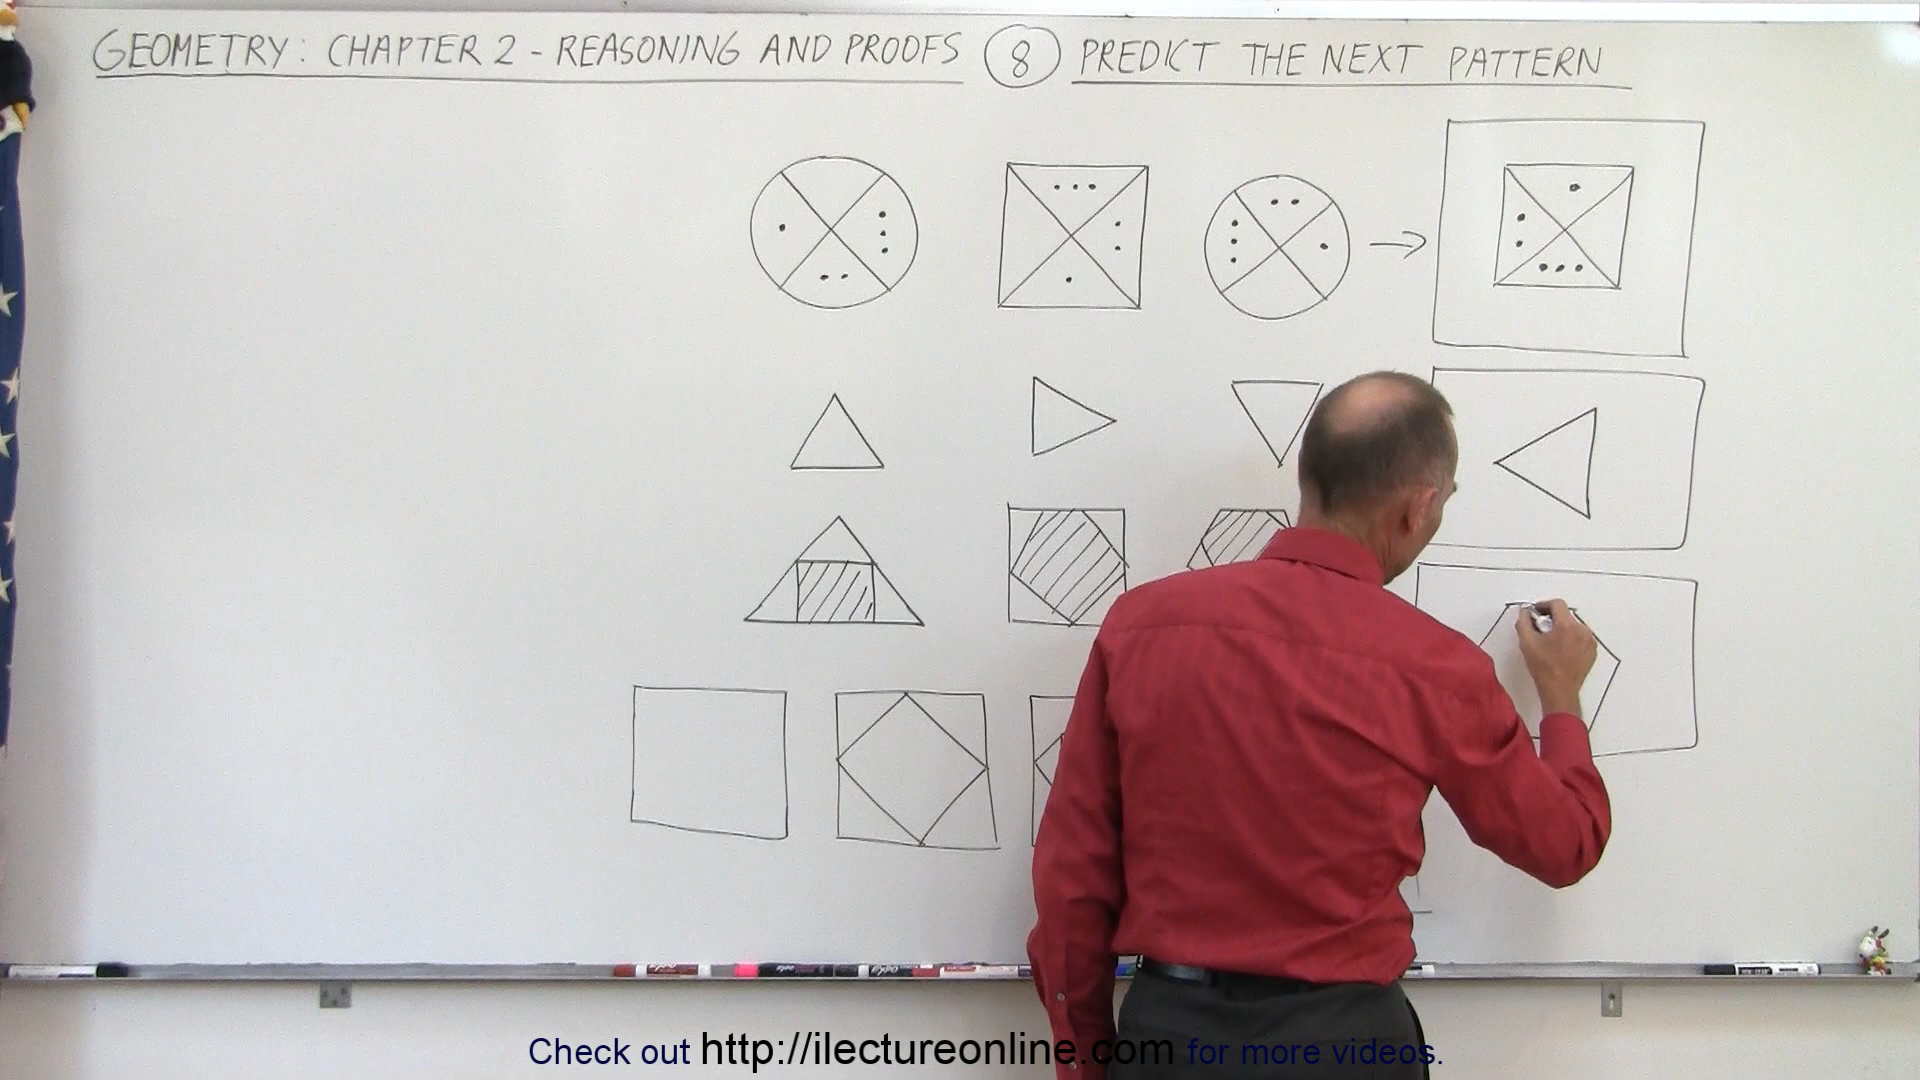 GEOMETRY: CHAPTER 2 - REASONING AND PROOFS 8 PREDICT THE NEXT PATTERN
Check out http://ilectureonline.com for more videos.